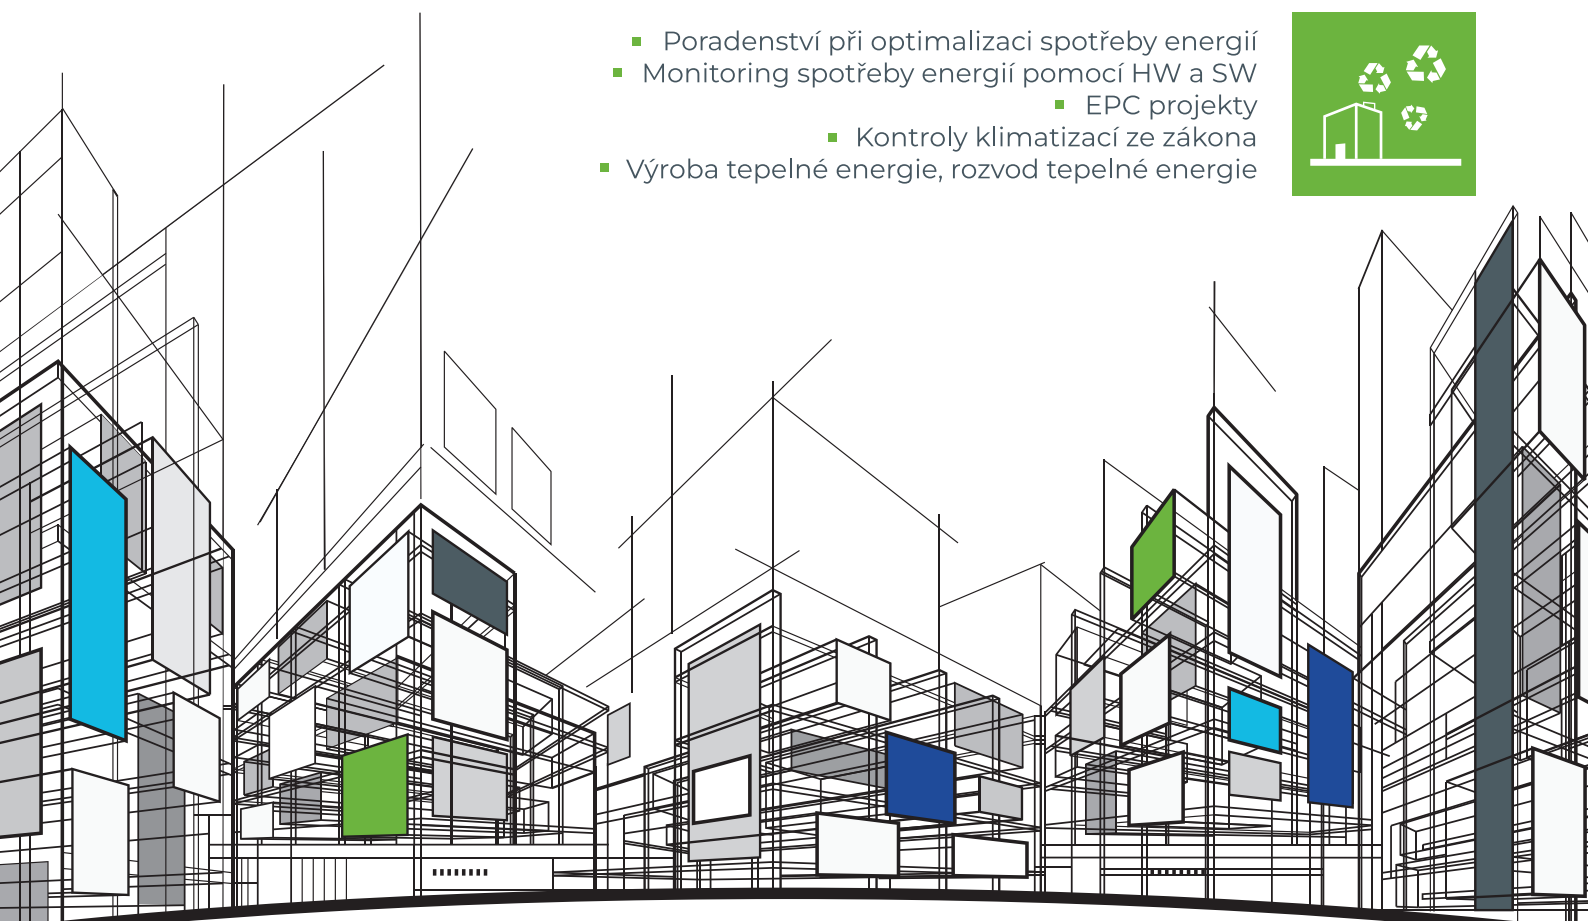 Poradenství při optimalizaci spotřeby energií
Monitoring spotřeby energií pomocí HW a SW
EPC projekty
Kontroly klimatizací ze zákona
Výroba tepelné energie, rozvod tepelné energie